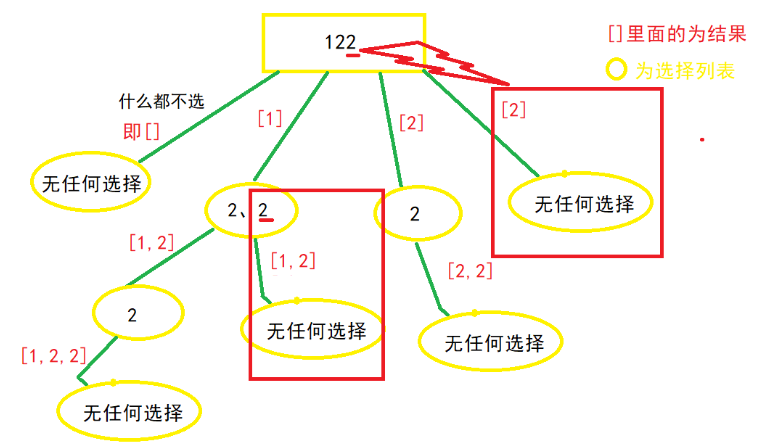 122
[]里面的为结果
为选择列表
什么都不选
即[]
[1]
[2]
[2]
无任何选择
2、2
2
无任何选择
[1,2]
[1,2]
[2,2]
2
无任何选择
无任何选择
[1,2,2]
无任何选择